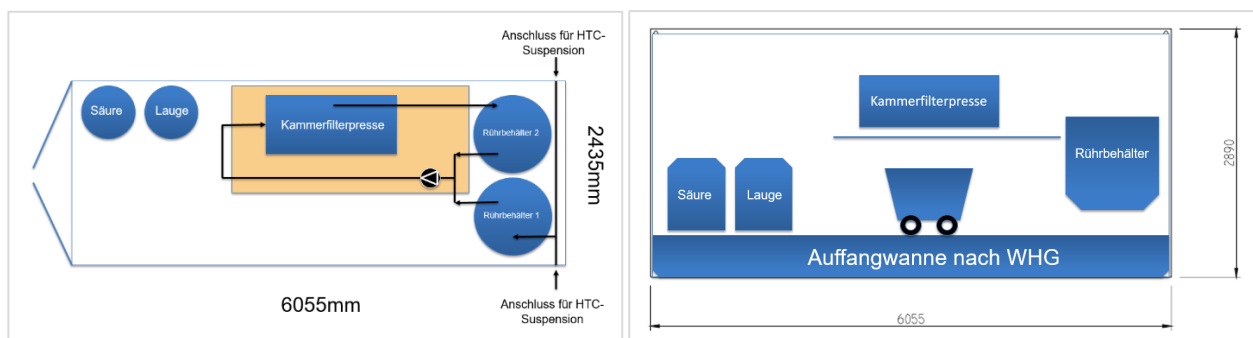 Anschluss für HTC-
Suspension
Säure
Lauge
Kammerfilterpresse
Rührbehälter 2
Rührbehälter 1
2435mm
6055mm
Anschluss für HTC-
Suspension
Kammerfilterpresse
Rührbehälter
Säure
Lauge
Auffangwanne nach WHG
2890
6055